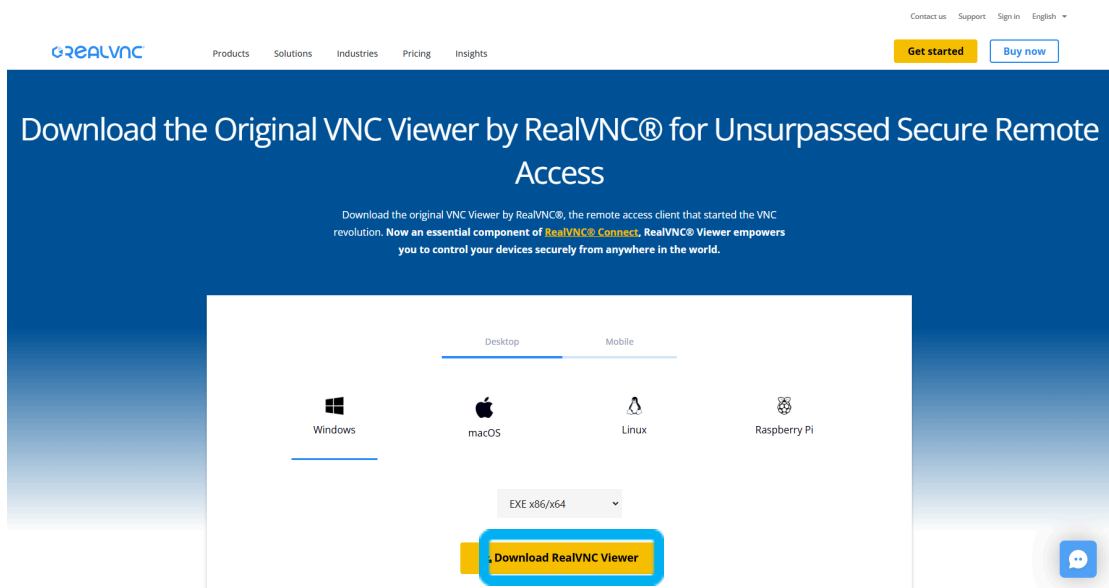 Contact us Support Sign in English
REALVNC
Products Solutions Industries Pricing Insights
Get started Buy now
Download the Original VNC Viewer by RealVNC® for Unsurpassed Secure Remote
Access
Download the original VNC Viewer by RealVNC®, the remote access client that started the VNC
revolution. Now an essential component of RealVNC® Connect, RealVNC® Viewer empowers
you to control your devices securely from anywhere in the world.
Desktop Mobile
Windows macOS Linux Raspberry Pi
EXE x86/x64
Download RealVNC Viewer